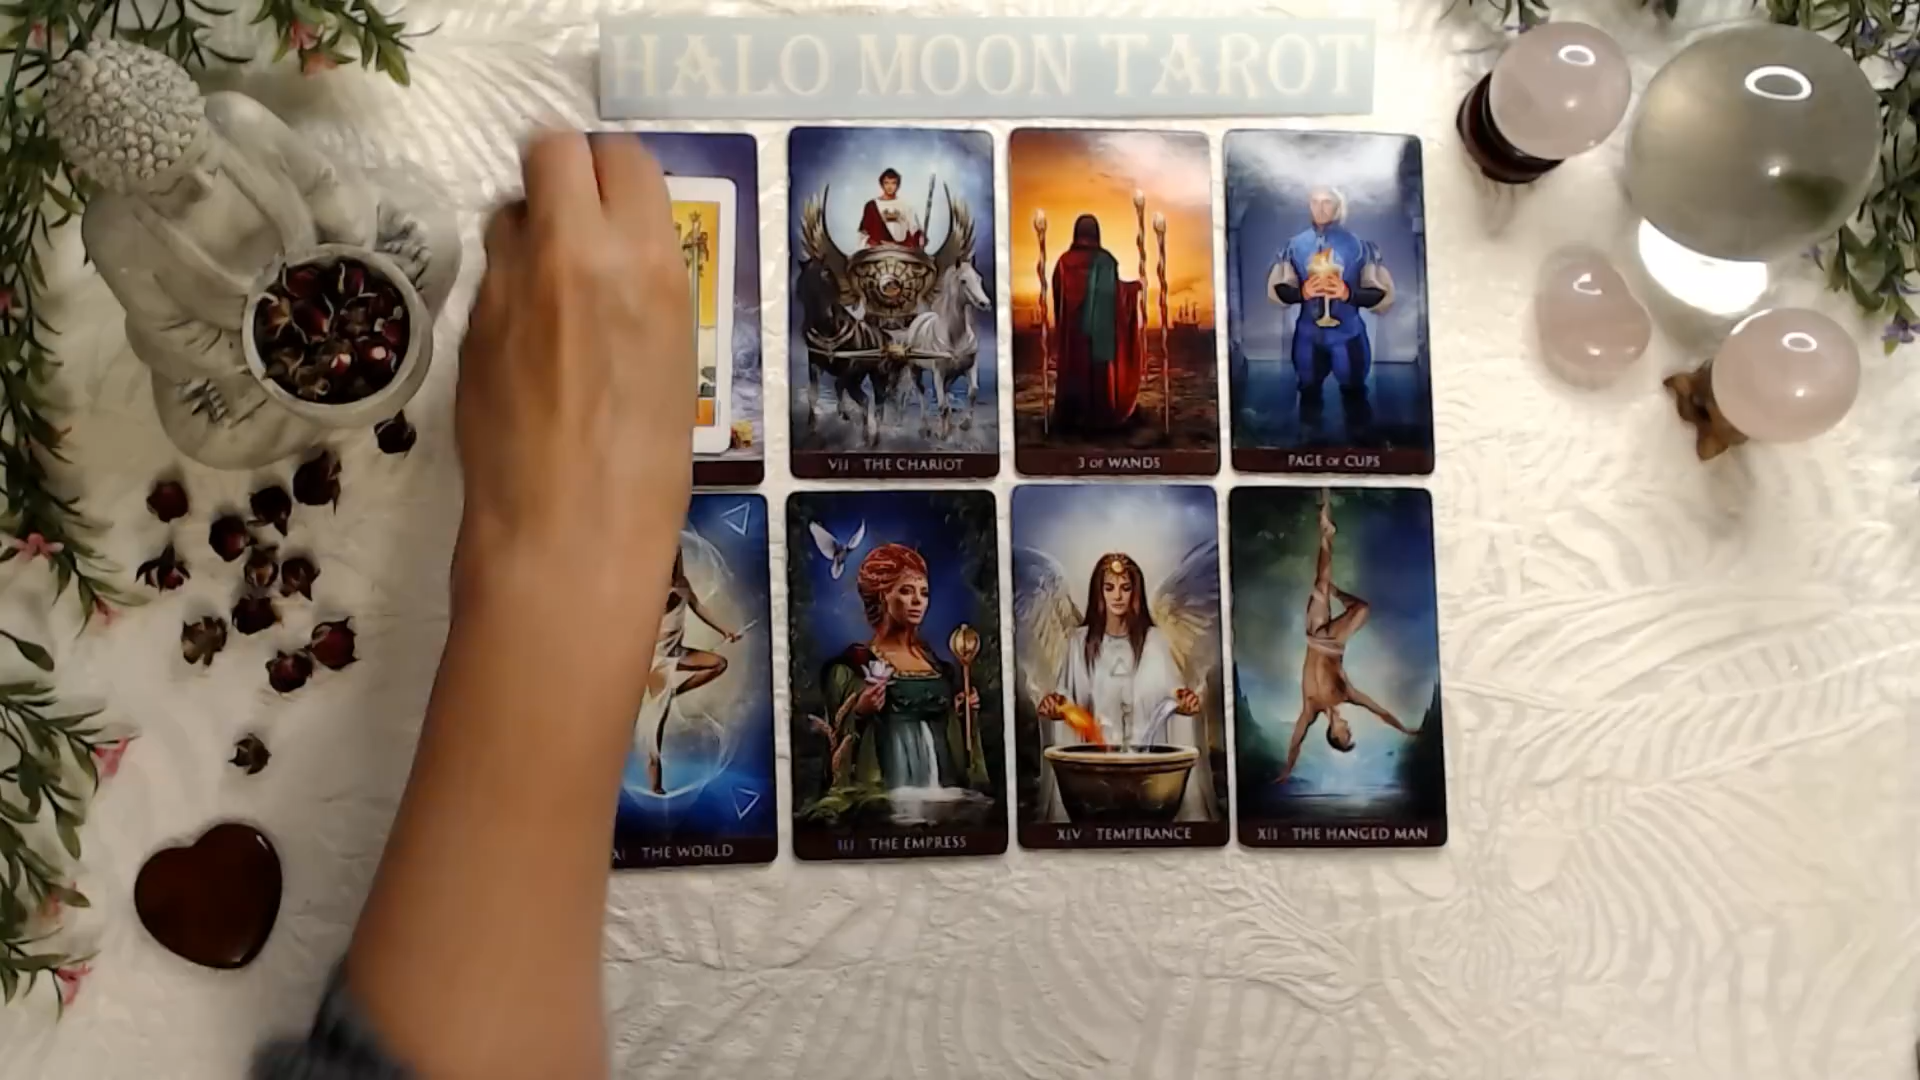 HALO MOON TAROT
VII THE CHARIOT
3 OF WANDS
PAGE OF CUPS
XI THE WORLD
III THE EMPRESS
XIV · TEMPERANCE
XII · THE HANGED MAN